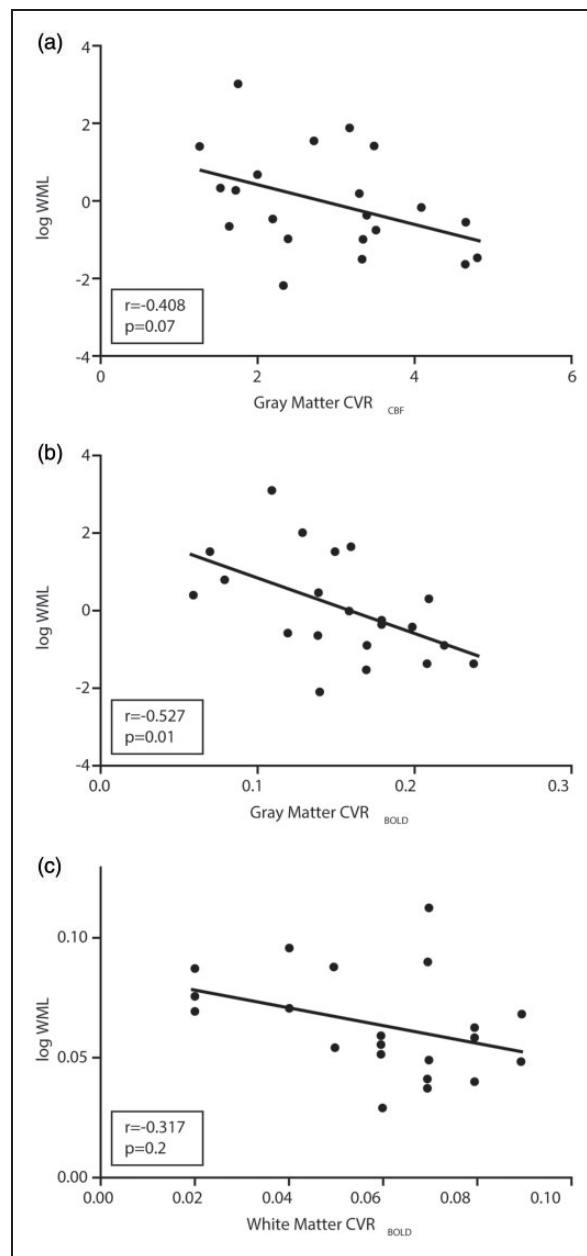 (a)
4
2
0
-2
-4
log WML
r=-0.408
p=0.07
0 2 4 6
Gray Matter CVR CBF
(b)
4
2
0
-2
-4
log WML
r=-0.527
p=0.01
0.0 0.1 0.2 0.3
Gray Matter CVR BOLD
(c)
0.10
0.05
0.00
log WML
r=-0.317
p=0.2
0.00 0.02 0.04 0.06 0.08 0.10
White Matter CVR BOLD